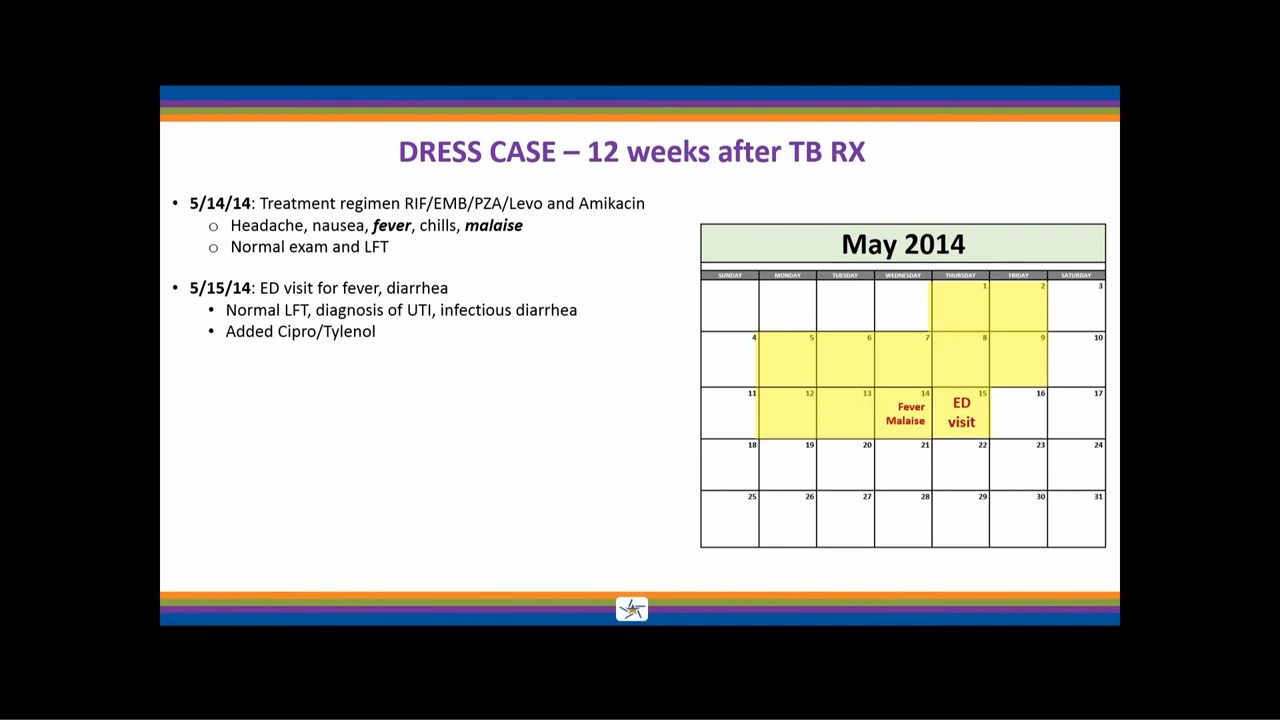 DRESS CASE – 12 weeks after TB RX
• 5/14/14: Treatment regimen RIF/EMB/PZA/Levo and Amikacin
o Headache, nausea, fever, chills, malaise
o Normal exam and LFT
• 5/15/14: ED visit for fever, diarrhea
• Normal LFT, diagnosis of UTI, infectious diarrhea
• Added Cipro/Tylenol
May 2014
SUNDAY MONDAY TUESDAY WEDNESDAY THURSDAY FRIDAY SATURDAY
1 2 3
4 5 6 7 8 9 10
11 12 13 14 15 16 17
Fever
Malaise
ED
visit
18 19 20 21 22 23 24
25 26 27 28 29 30 31